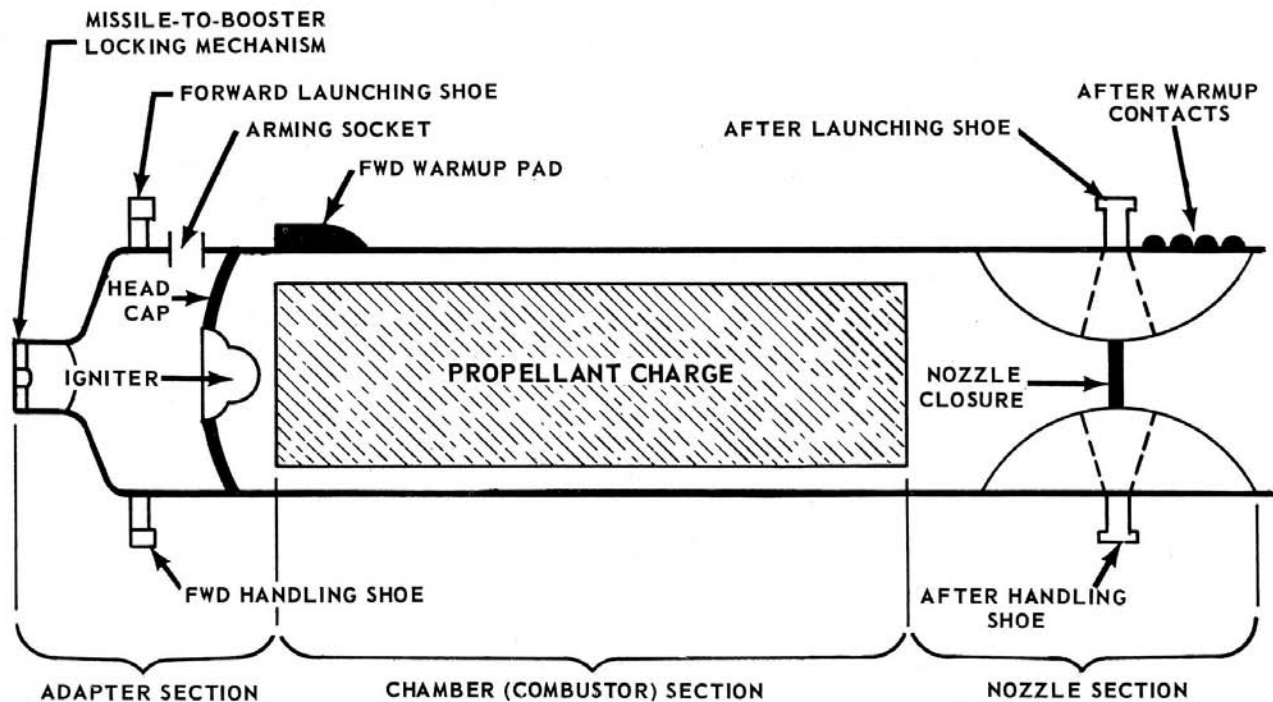 MISSILE-TO-BOOSTER
LOCKING MECHANISM
FORWARD LAUNCHING SHOE
ARMING SOCKET
FWD WARMUP PAD
AFTER LAUNCHING SHOE
AFTER WARMUP
CONTACTS
HEAD
CAP
IGNITER
PROPELLANT CHARGE
NOZZLE
CLOSURE
FWD HANDLING SHOE
AFTER HANDLING
SHOE
ADAPTER SECTION
CHAMBER (COMBUSTOR) SECTION
NOZZLE SECTION